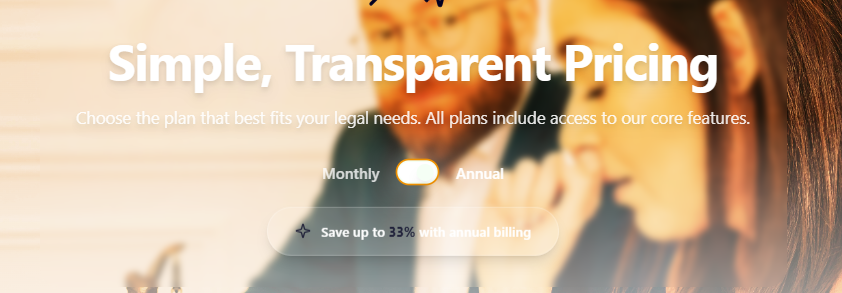 Simple, Transparent Pricing
Choose the plan that best fits your legal needs. All plans include access to our core features.
Monthly Annual
Save up to 33% with annual billing